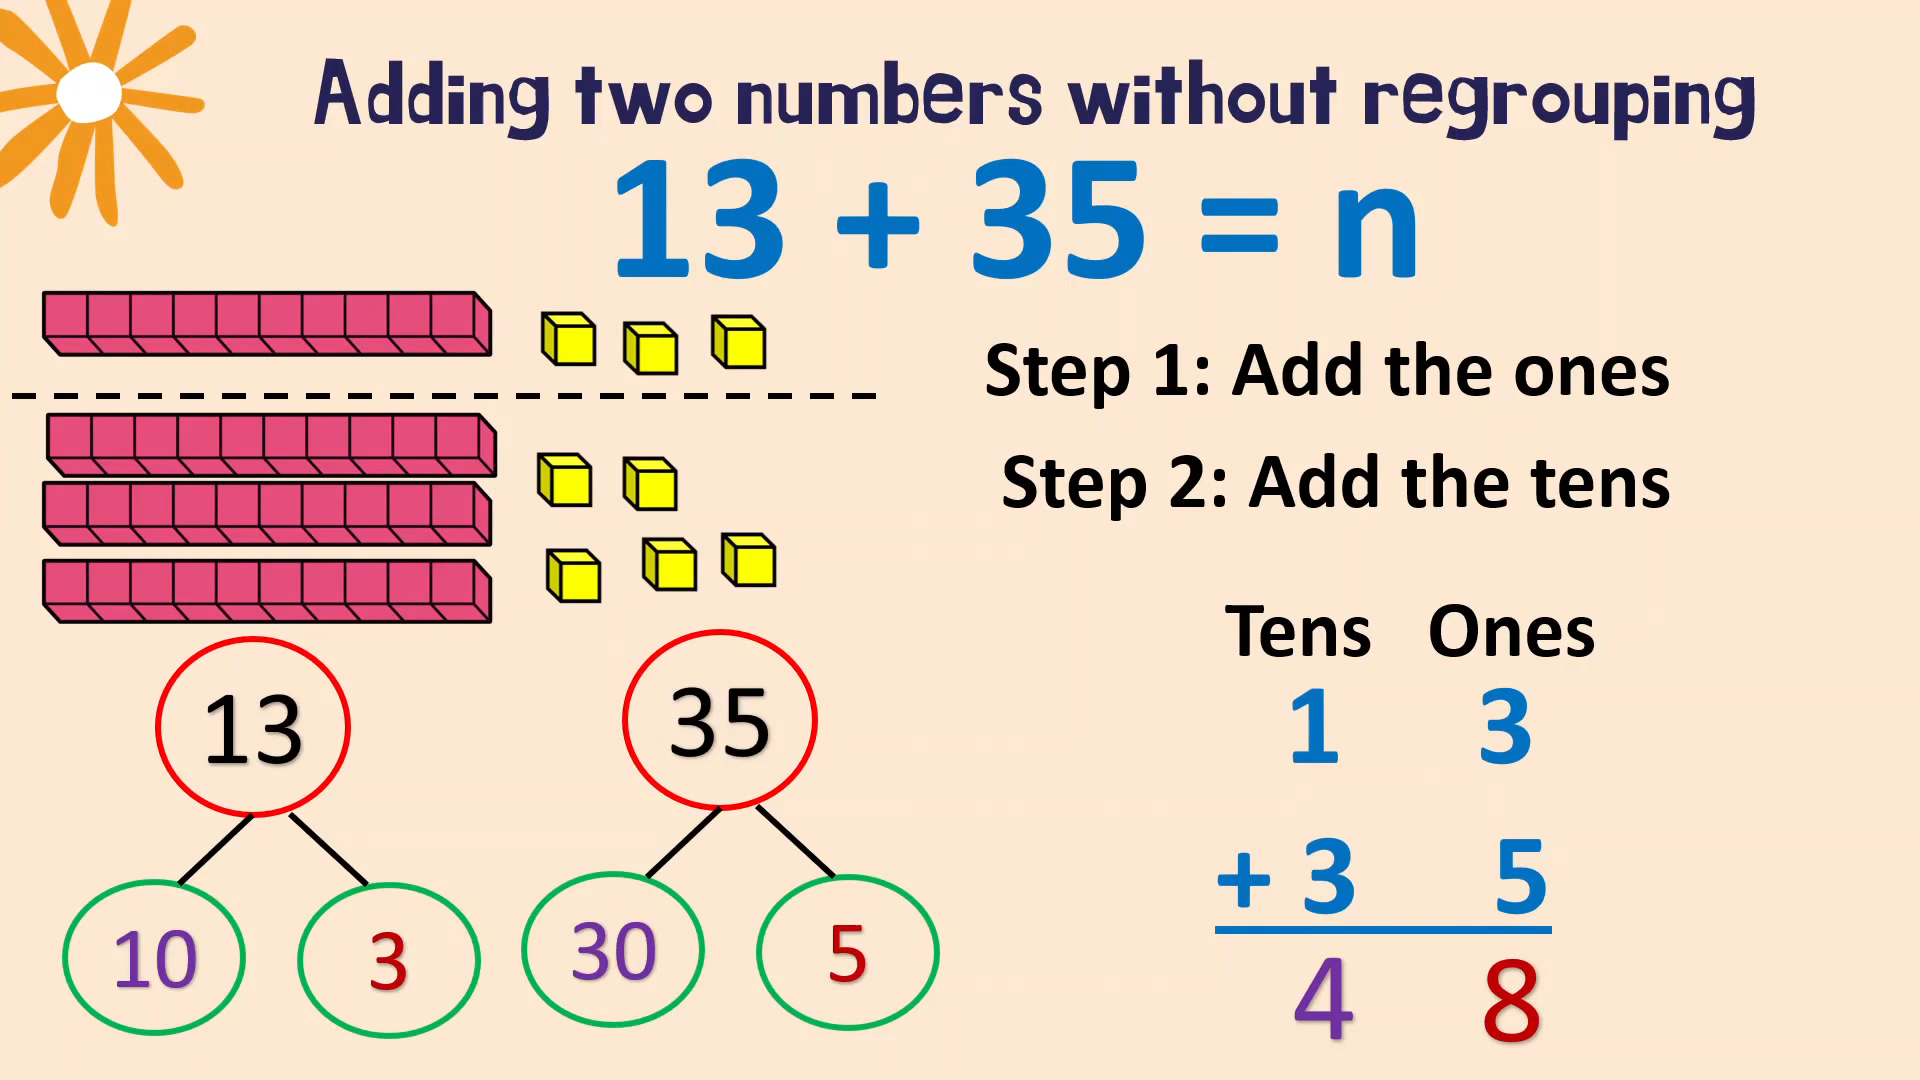 Adding two numbers without regrouping
13 + 35 = n
Step 1: Add the ones
Step 2: Add the tens
13
35
10
3
30
5
Tens Ones
1 3
+ 3 5
4 8